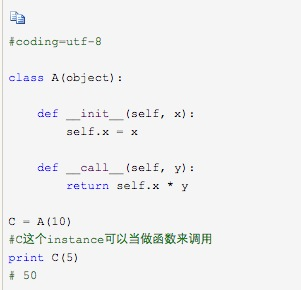 #coding=utf-8
class A(object):
    def __init__(self, x):
        self.x = x
    def __call__(self, y):
        return self.x * y
C = A(10)
#C这个instance可以当做函数来调用
print C(5)
# 50